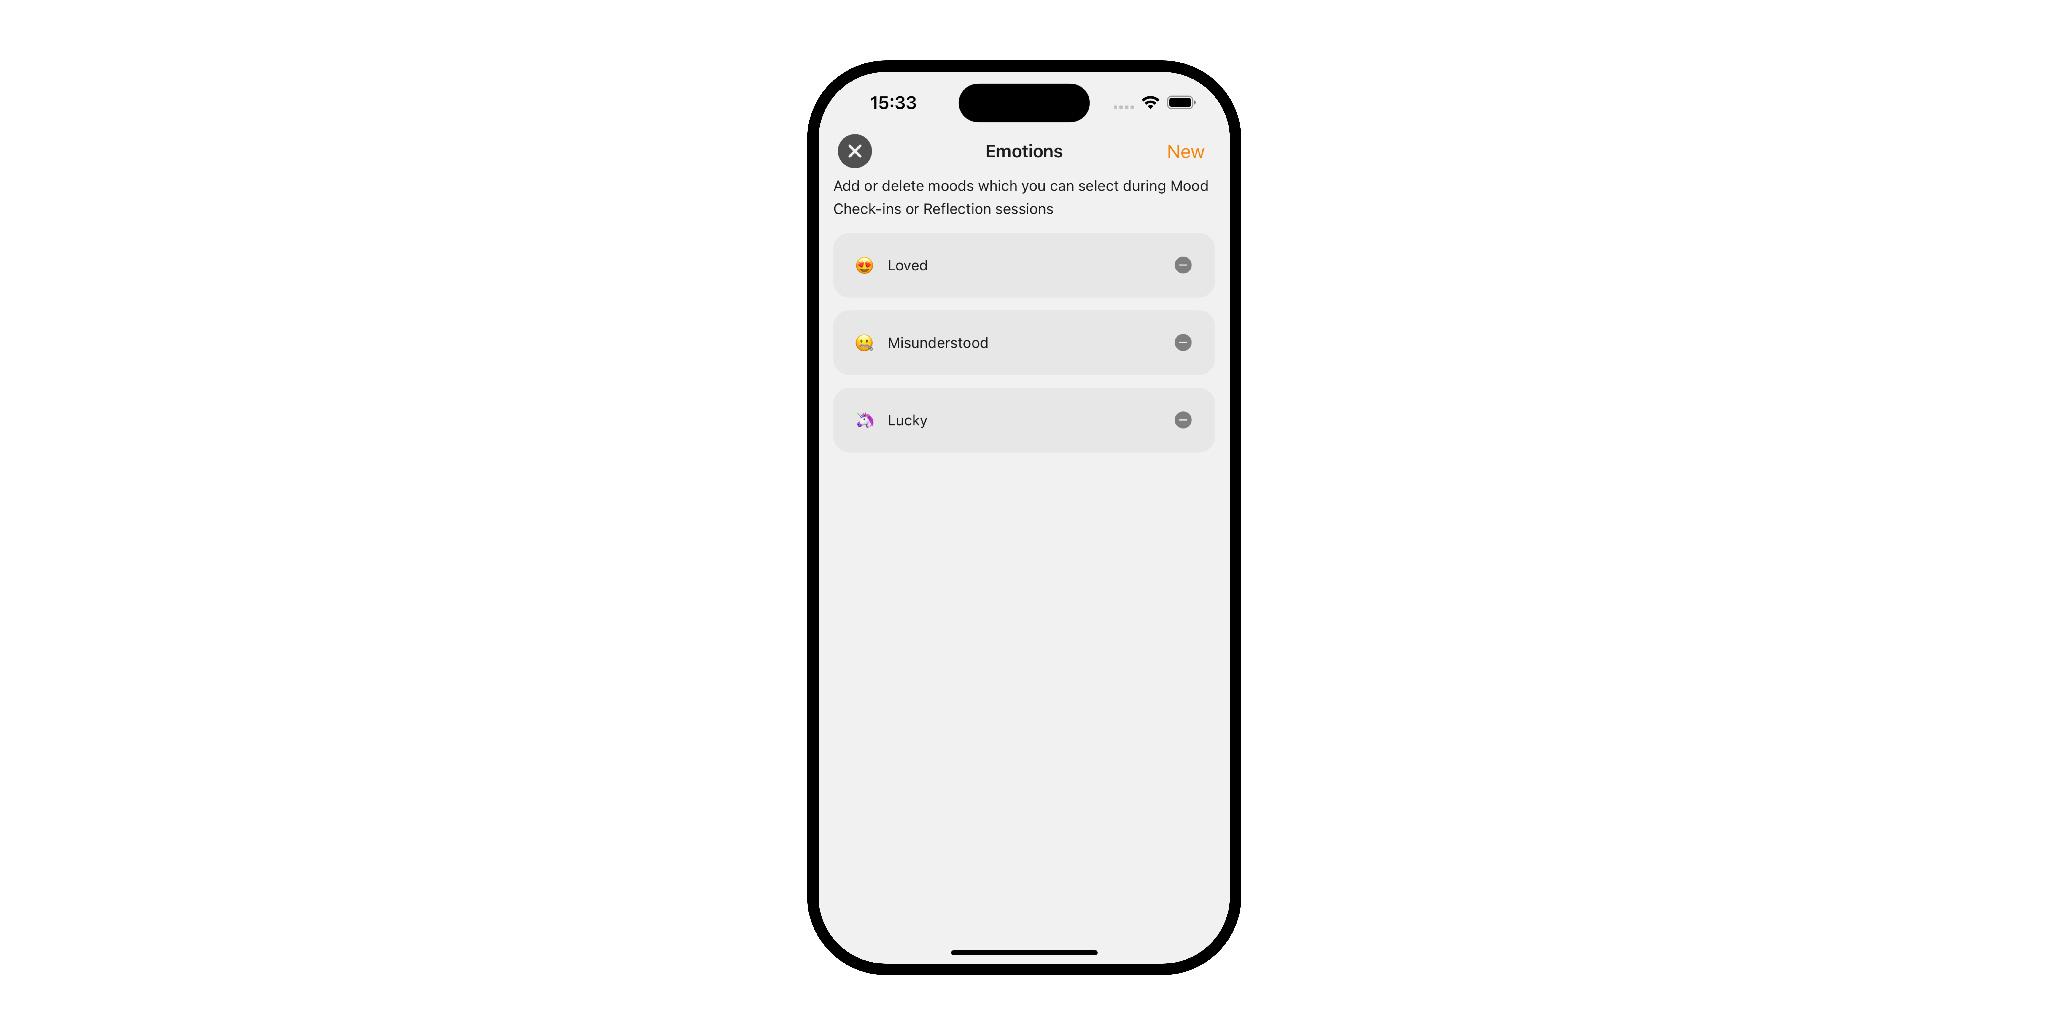 15:33
Emotions
New
Add or delete moods which you can select during Mood
Check-ins or Reflection sessions
Loved
Misunderstood
Lucky